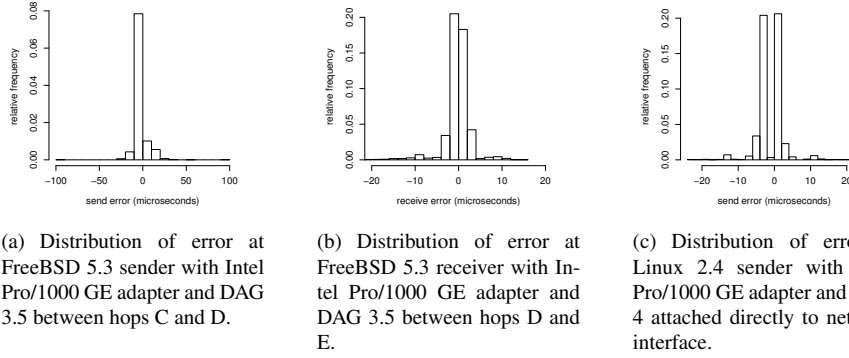 0.00 0.02 0.04 0.06 0.08
relative frequency
−100 −50 0 50 100
send error (microseconds)
0.00 0.05 0.10 0.15 0.20
relative frequency
−20 −10 0 10 20
receive error (microseconds)
0.00 0.05 0.10 0.15 0.20
relative frequency
−20 −10 0 10 20
send error (microseconds)
(a) Distribution of error at
FreeBSD 5.3 sender with Intel
Pro/1000 GE adapter and DAG
3.5 between hops C and D.
(b) Distribution of error at
FreeBSD 5.3 receiver with In-
tel Pro/1000 GE adapter and
DAG 3.5 between hops D and
E.
(c) Distribution of erro
Linux 2.4 sender with
Pro/1000 GE adapter and
4 attached directly to net
interface.